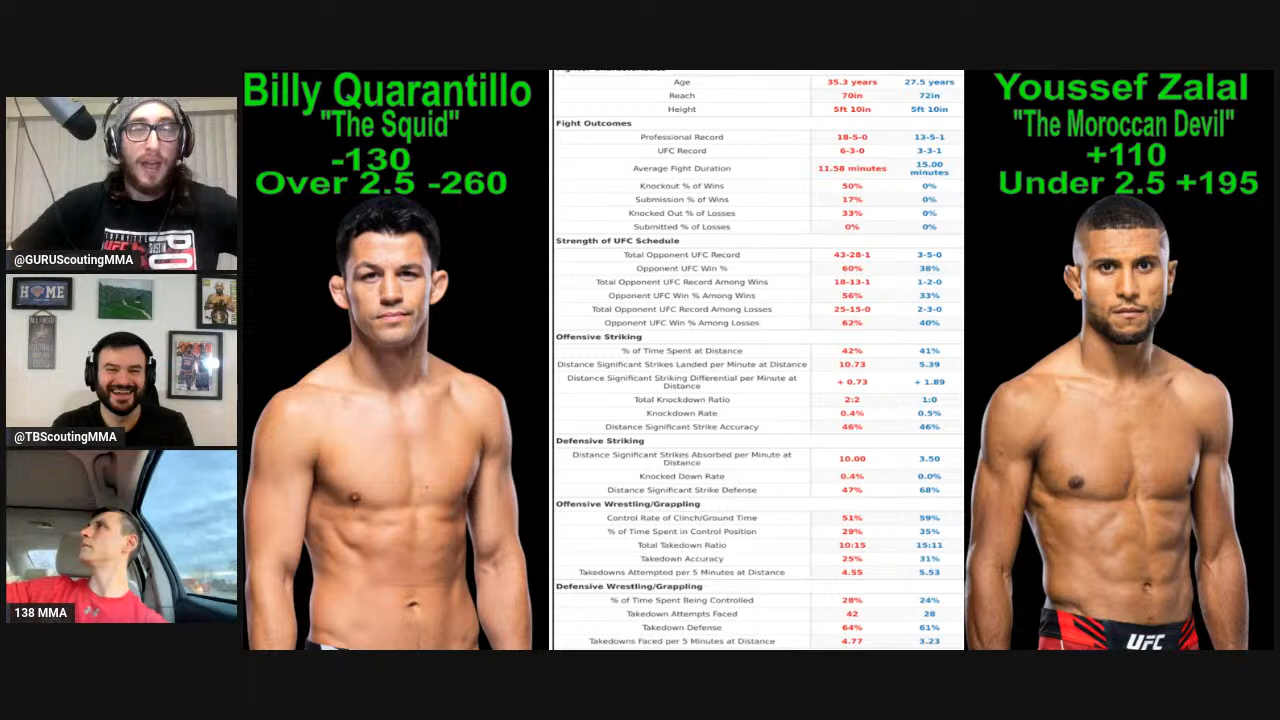 Billy Quarantillo
"The Squid"
-130
Over 2.5 -260
Youssef Zalal
"The Moroccan Devil"
+110
Under 2.5 +195
Age 35.3 years 27.5 years
Reach 70in 72in
Height 5ft 10in 5ft 10in
Fight Outcomes
Professional Record 18-5-0 13-5-1
UFC Record 6-3-0 3-3-1
Average Fight Duration 11.58 minutes 15.00 minutes
Knockout % of Wins 50% 0%
Submission % of Wins 17% 0%
Knocked Out % of Losses 33% 0%
Submitted % of Losses 0% 0%
Strength of UFC Schedule
Total Opponent UFC Record 43-28-1 3-5-0
Opponent UFC Win % 60% 38%
Total Opponent UFC Record Among Wins 18-13-1 1-2-0
Opponent UFC Win % Among Wins 56% 33%
Total Opponent UFC Record Among Losses 25-15-0 2-3-0
Opponent UFC Win % Among Losses 62% 40%
Offensive Striking
% of Time Spent at Distance 42% 41%
Distance Significant Strikes Landed per Minute at Distance 10.73 5.39
Distance Significant Striking Differential per Minute at Distance + 0.73 + 1.89
Total Knockdown Ratio 2:2 1:0
Knockdown Rate 0.4% 0.5%
Distance Significant Strike Accuracy 46% 46%
Defensive Striking
Distance Significant Strikes Absorbed per Minute at Distance 10.00 3.50
Knocked Down Rate 0.4% 0.0%
Distance Significant Strike Defense 47% 68%
Offensive Wrestling/Grappling
Control Rate of Clinch/Ground Time 51% 59%
% of Time Spent in Control Position 29% 35%
Total Takedown Ratio 10:15 15:11
Takedown Accuracy 25% 31%
Takedowns Attempted per 5 Minutes at Distance 4.55 5.53
Defensive Wrestling/Grappling
% of Time Spent Being Controlled 28% 24%
Takedown Attempts Faced 42 28
Takedown Defense 64% 61%
Takedowns Faced per 5 Minutes at Distance 4.77 3.23
@GURUScoutingMMA
H ME
@TBScoutingMMA
138 MMA
UFC